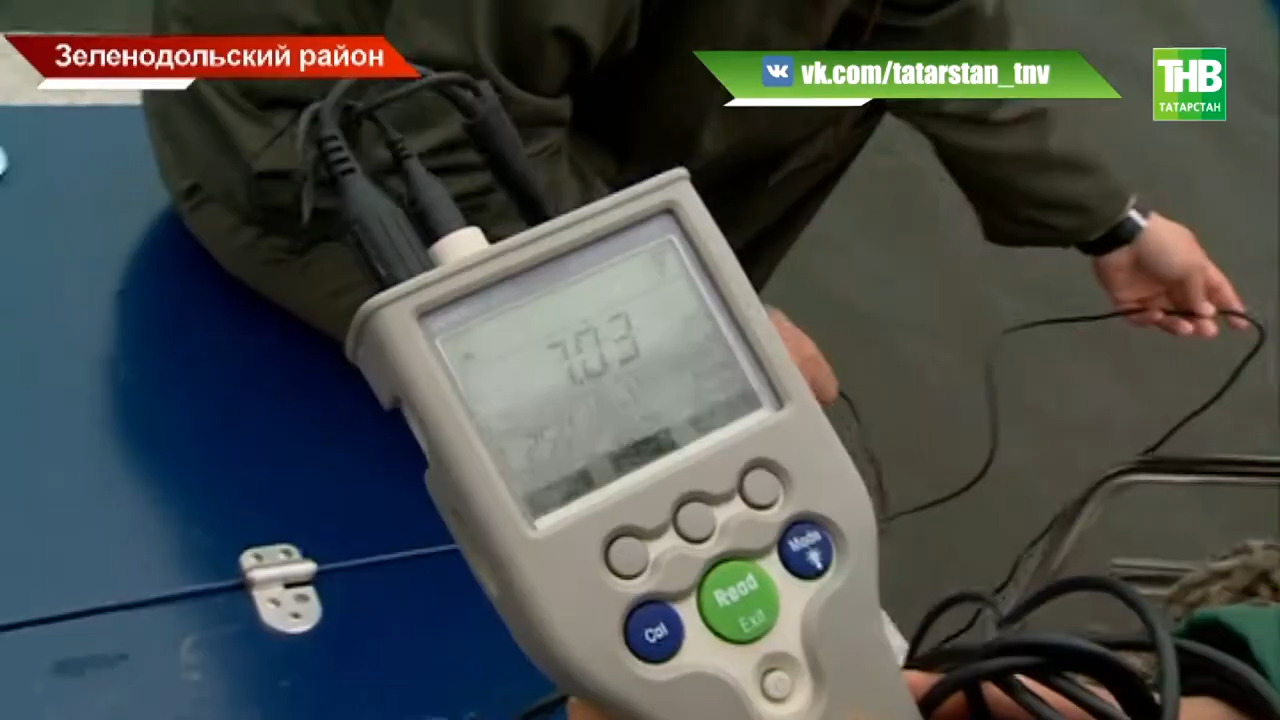 Зеленодольский район
vk.com/tatarstan_tnv
ТНВ
ТАТАРСТАН
7.03
Mode
Read
Exit
Cal